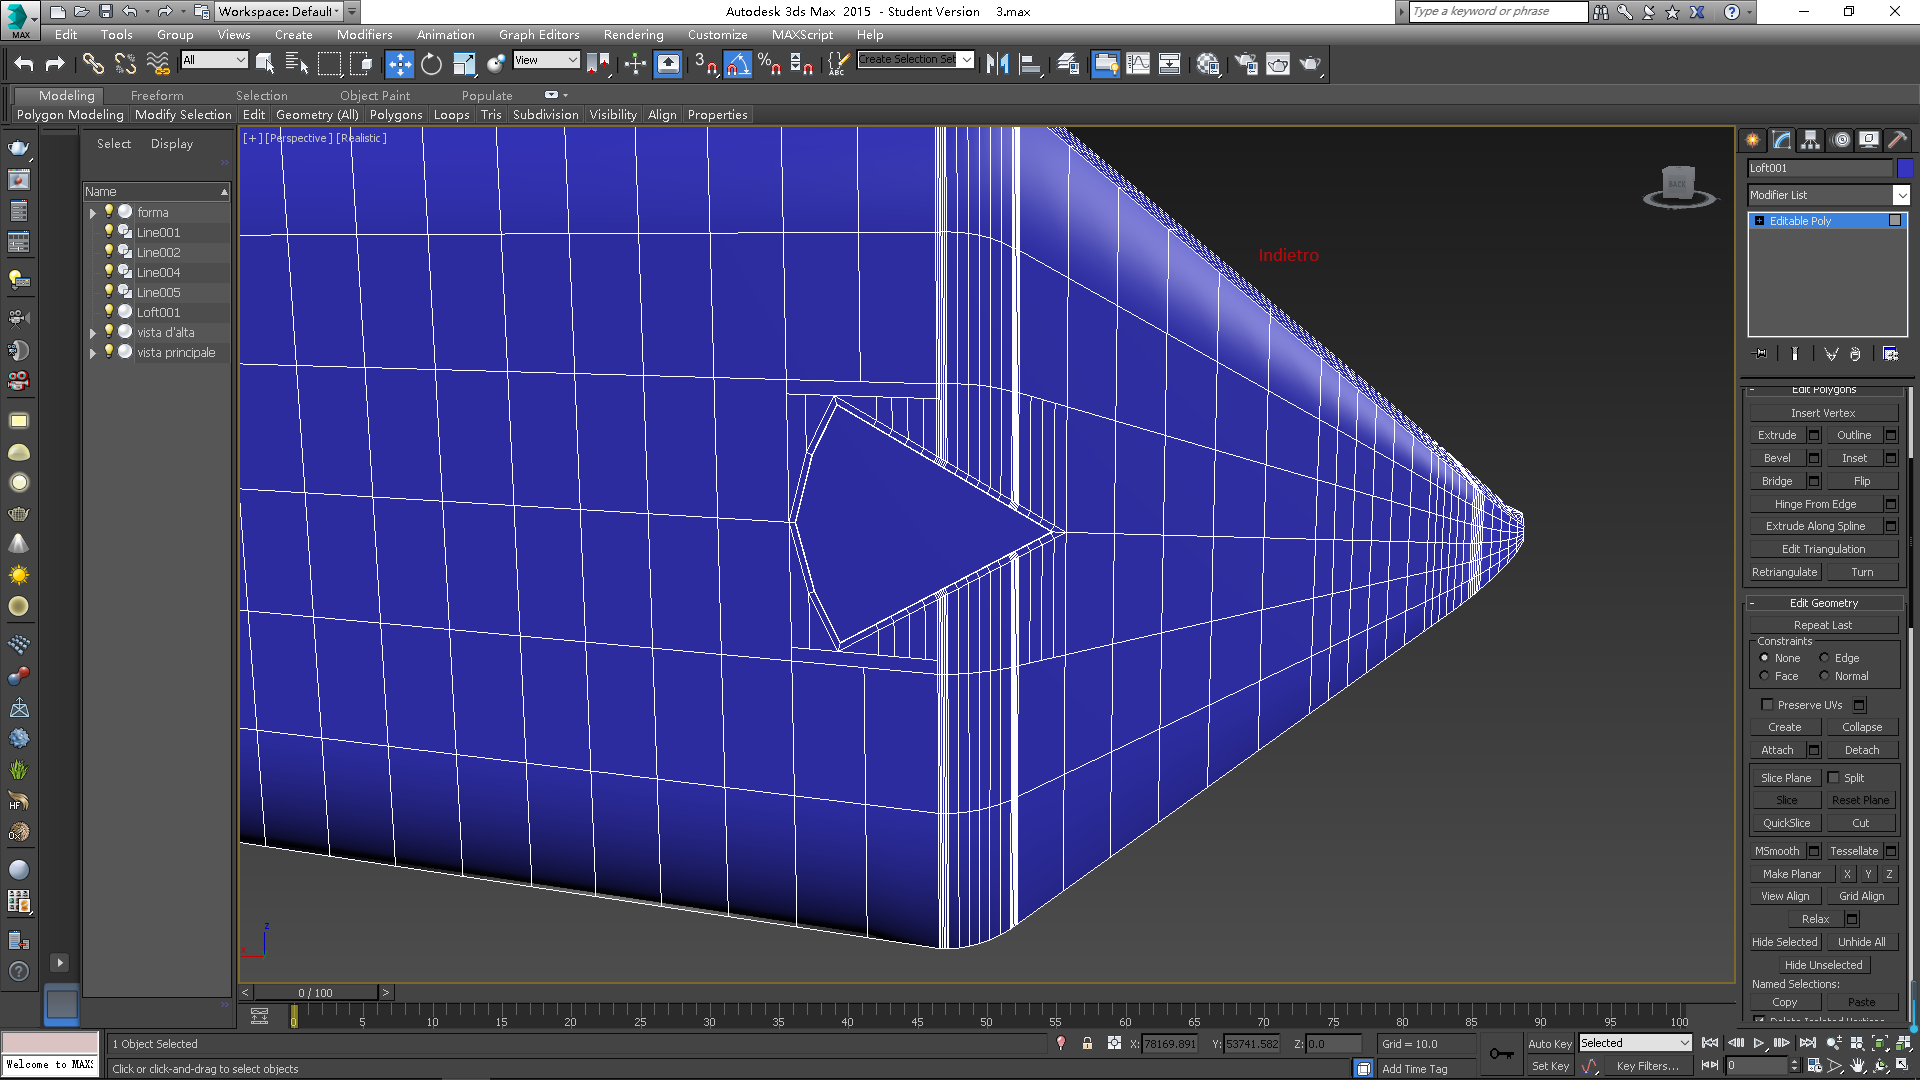 Workspace: Default
Autodesk 3ds Max 2015 - Student Version 3.max
Type a keyword or phrase
MAX
Edit Tools Group Views Create Modifiers Animation Graph Editors Rendering Customize MAXScript Help
All
View
3
%
ABC
Create Selection Set
Modeling Freeform Selection Object Paint Populate
Polygon Modeling Modify Selection Edit Geometry (All) Polygons Loops Tris Subdivision Visibility Align Properties
Select Display
Name
forma
Line001
Line002
Line004
Line005
Loft001
vista d'alta
vista principale
[+] [Perspective] [Realistic]
BACK
Indietro
z
x
Loft001
Modifier List
Editable Poly
Edit Polygons
Insert Vertex
Extrude Outline
Bevel Inset
Bridge Flip
Hinge From Edge
Extrude Along Spline
Edit Triangulation
Retriangulate Turn
- Edit Geometry
Repeat Last
Constraints
None Edge
Face Normal
Preserve UVs
Create Collapse
Attach Detach
Slice Plane Split
Slice Reset Plane
QuickSlice Cut
MSmooth Tessellate
Make Planar X Y Z
View Align Grid Align
Relax
Hide Selected Unhide All
Hide Unselected
Named Selections:
Copy Paste
Delete Isolated Vertices
< 0 / 100 >
0 5 10 15 20 25 30 35 40 45 50 55 60 65 70 75 80 85 90 95 100
1 Object Selected
X: 78169.891 Y: 53741.582 Z: 0.0 Grid = 10.0
Auto Key Selected
Welcome to MAXS
Click or click-and-drag to select objects
Add Time Tag
Set Key Key Filters... 0